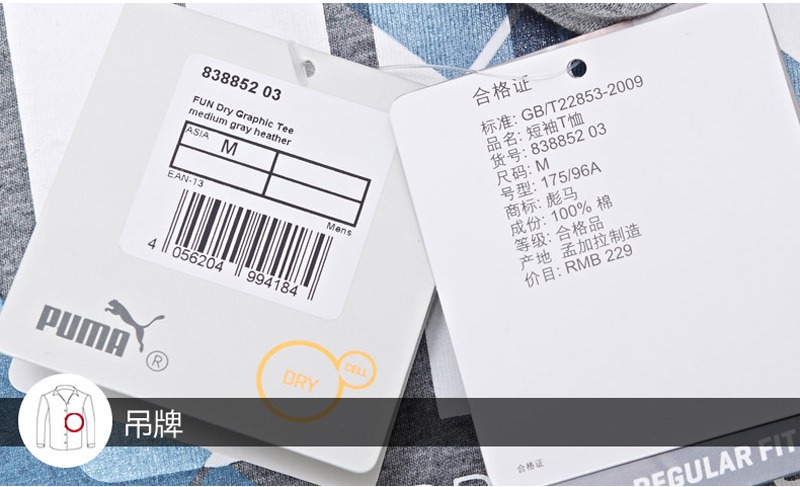 838852 03
FUN Dry Graphic Tee
medium gray heather
ASIA
M
EAN-13
Mens
4 056204 994184
PUMA
®
DRY
CELL
合格证
标准: GB/T22853-2009
品名: 短袖T恤
货号: 838852 03
尺码: M
号型: 175/96A
商标: 彪马
成份: 100% 棉
等级: 合格品
产地 孟加拉制造
价目: RMB 229
吊牌
合格证
REGULAR FIT